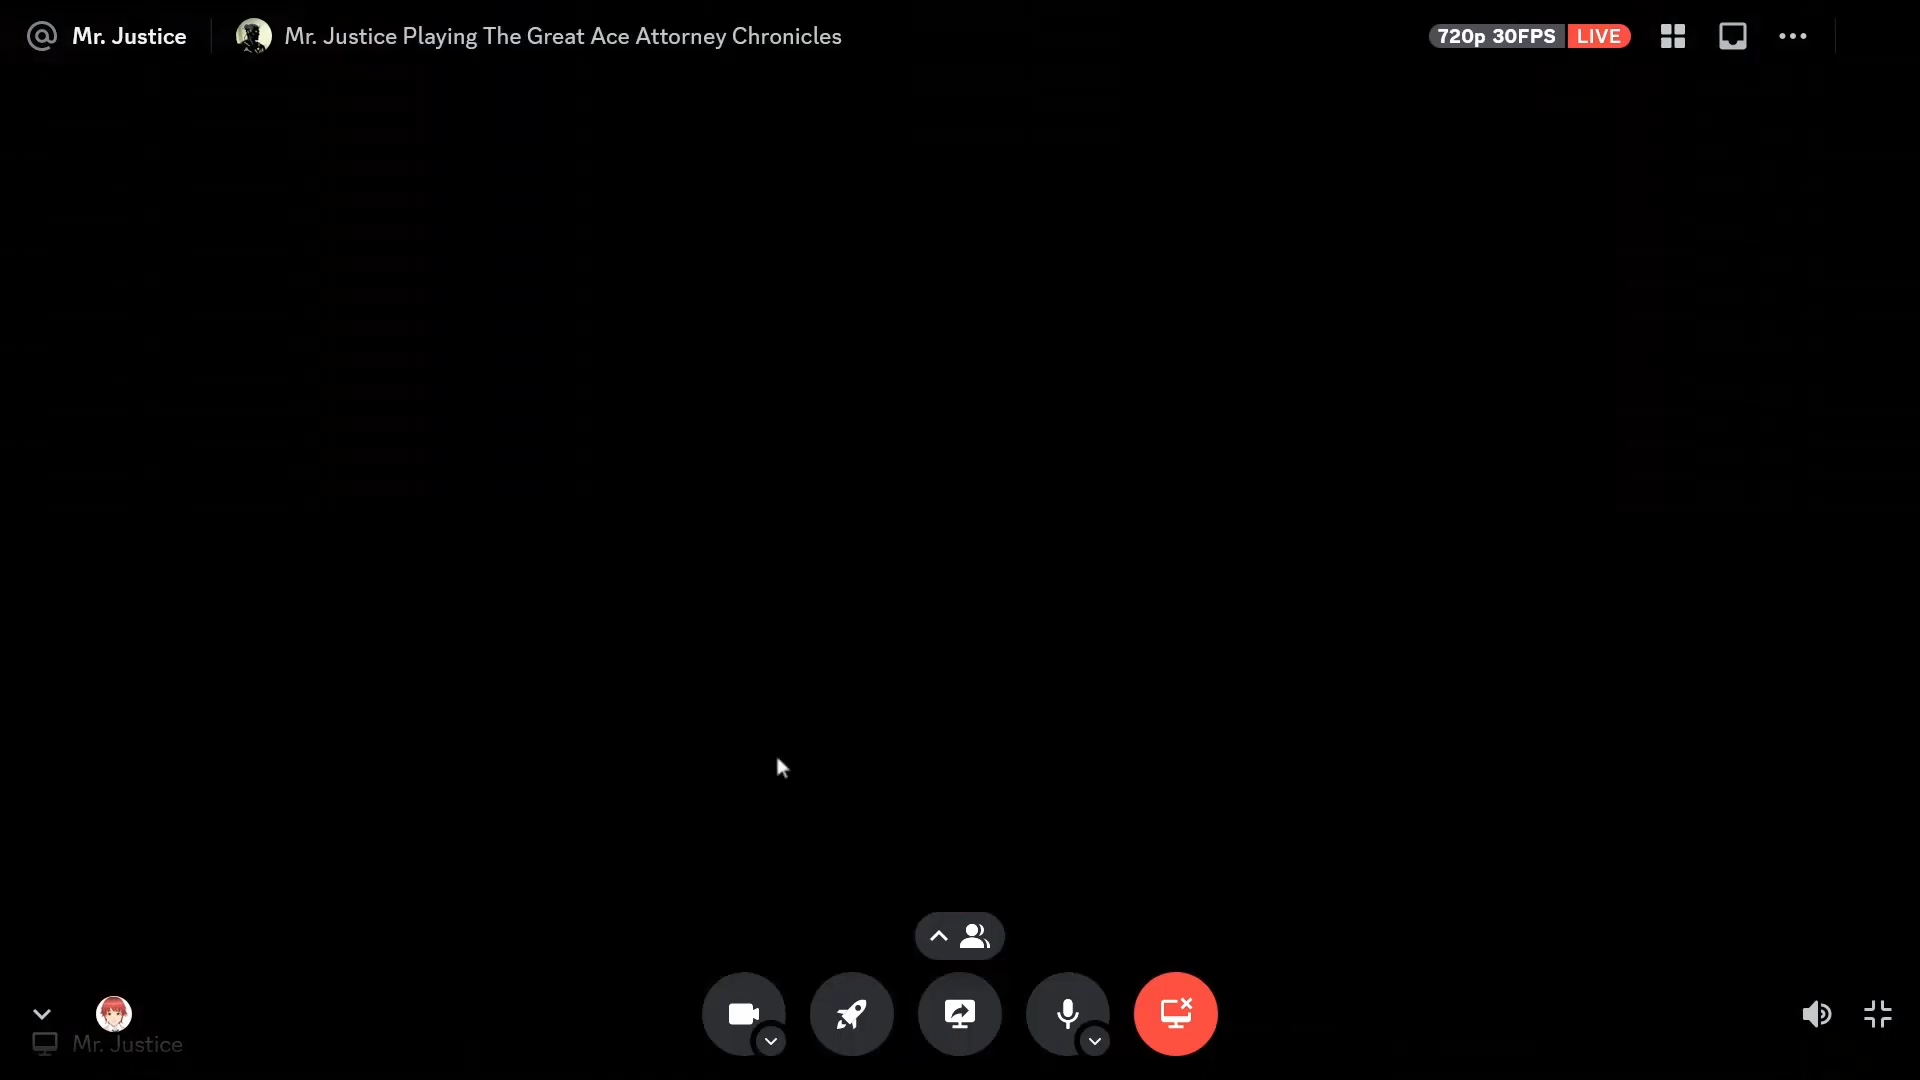 Mr. Justice
Mr. Justice Playing The Great Ace Attorney Chronicles
720p 30FPS LIVE
Mr. Justice